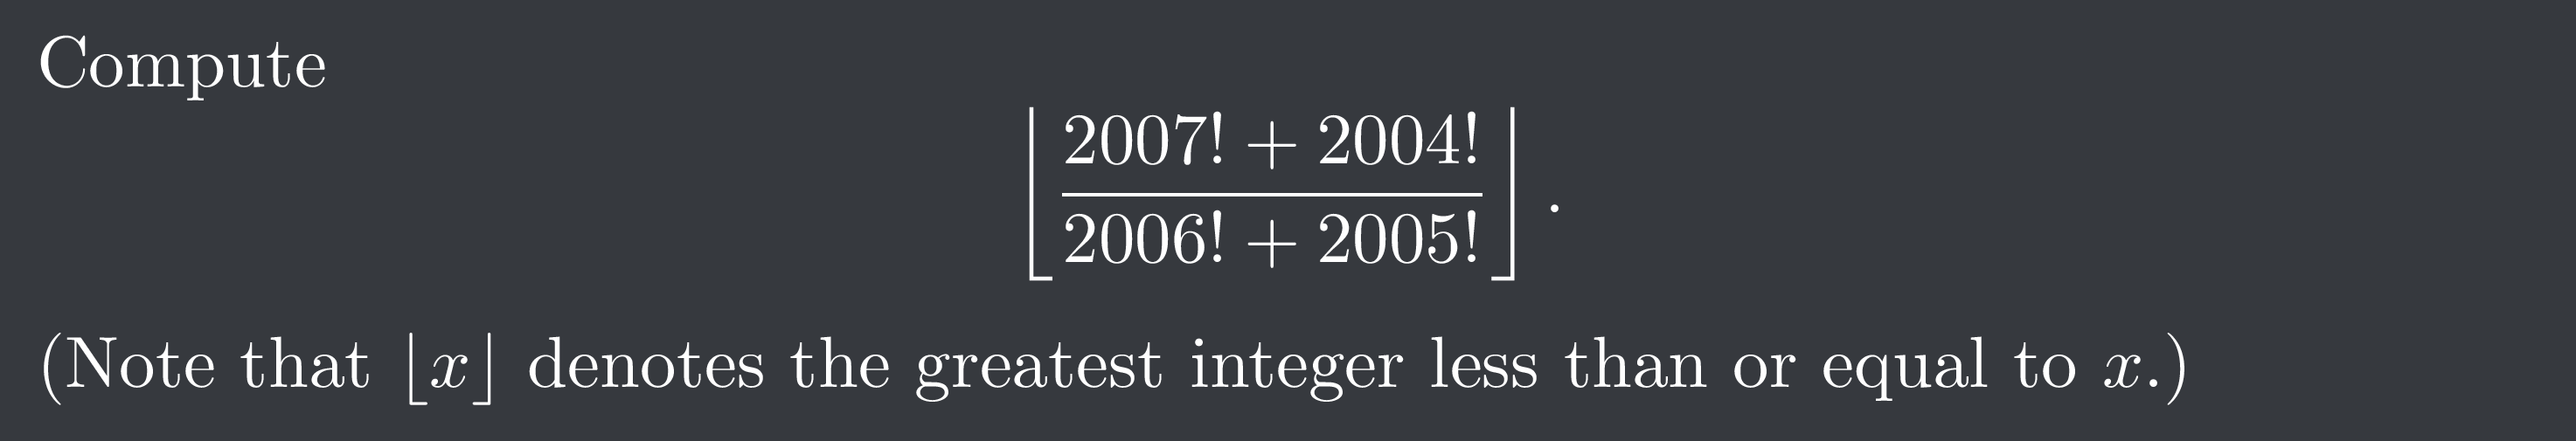 Compute
⌊(2007! + 2004!)/(2006! + 2005!)⌋.
(Note that ⌊x⌋ denotes the greatest integer less than or equal to x.)